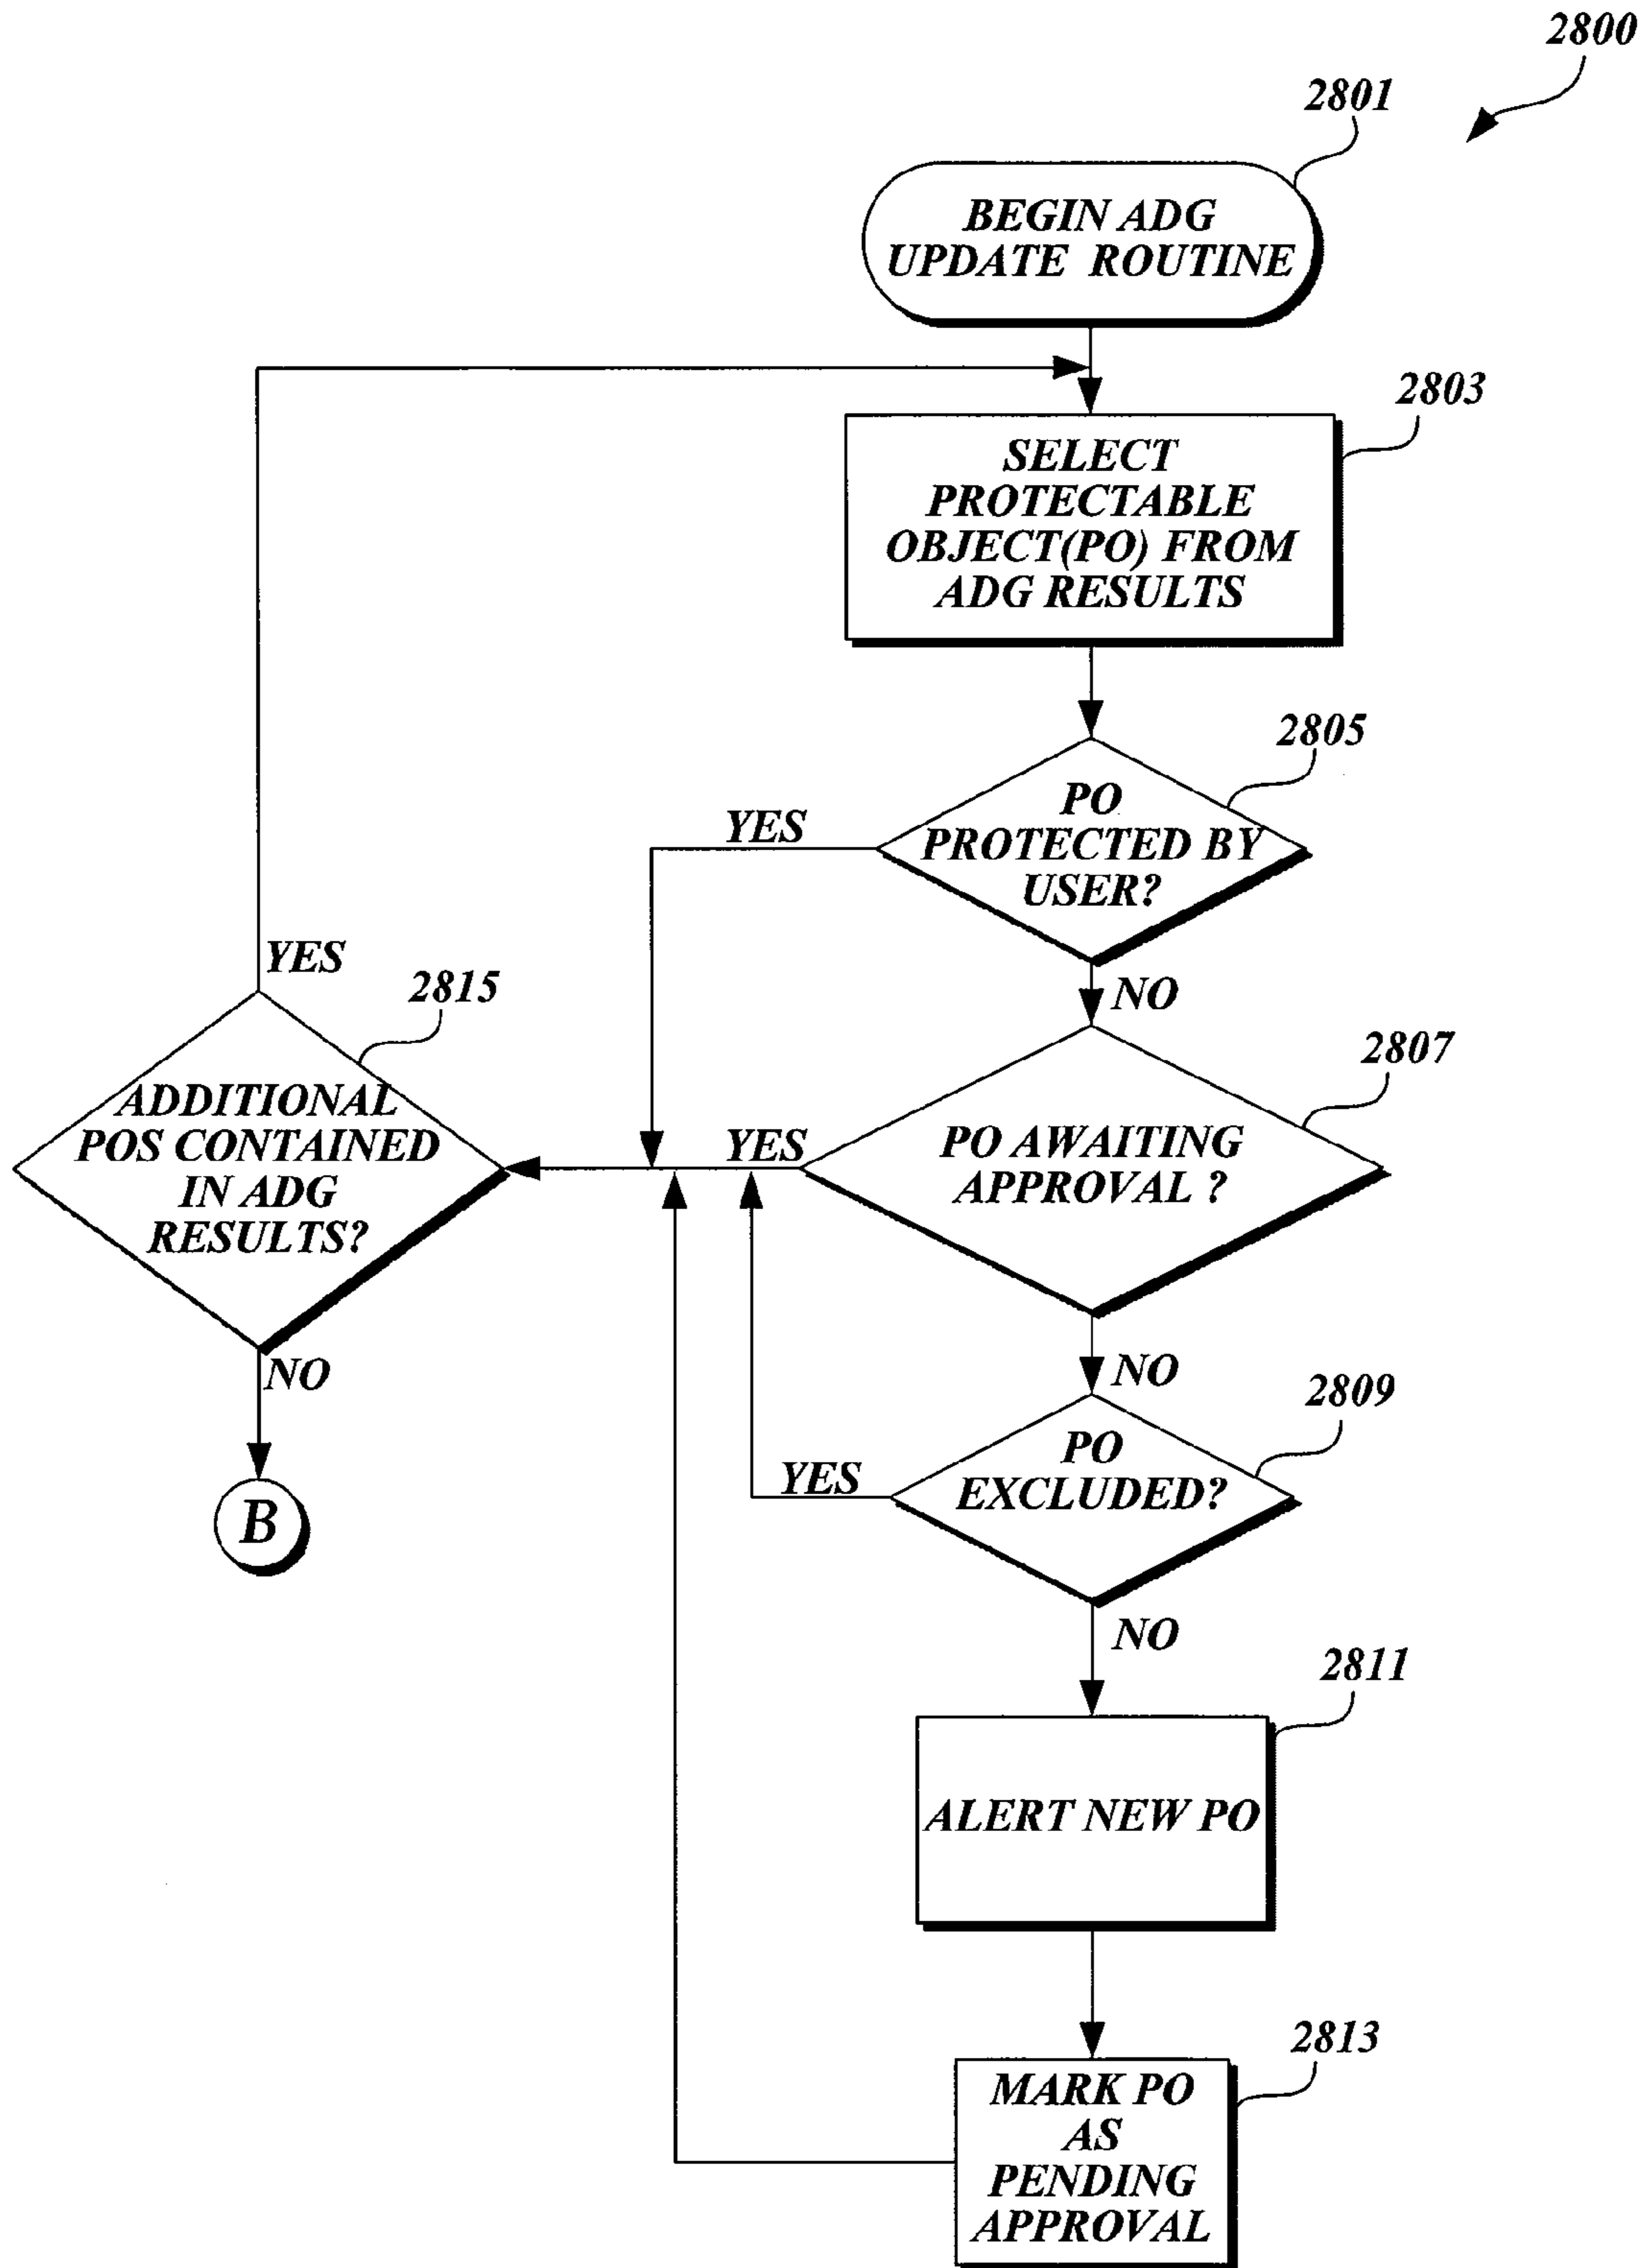 2800
2801
BEGIN ADG
UPDATE ROUTINE
2803
SELECT
PROTECTABLE
OBJECT(PO) FROM
ADG RESULTS
2805
PO
PROTECTED BY
USER?
YES
NO
YES
2815
ADDITIONAL
POS CONTAINED
IN ADG
RESULTS?
NO
B
2807
PO AWAITING
APPROVAL ?
YES
NO
2809
PO
EXCLUDED?
YES
NO
2811
ALERT NEW PO
2813
MARK PO
AS
PENDING
APPROVAL